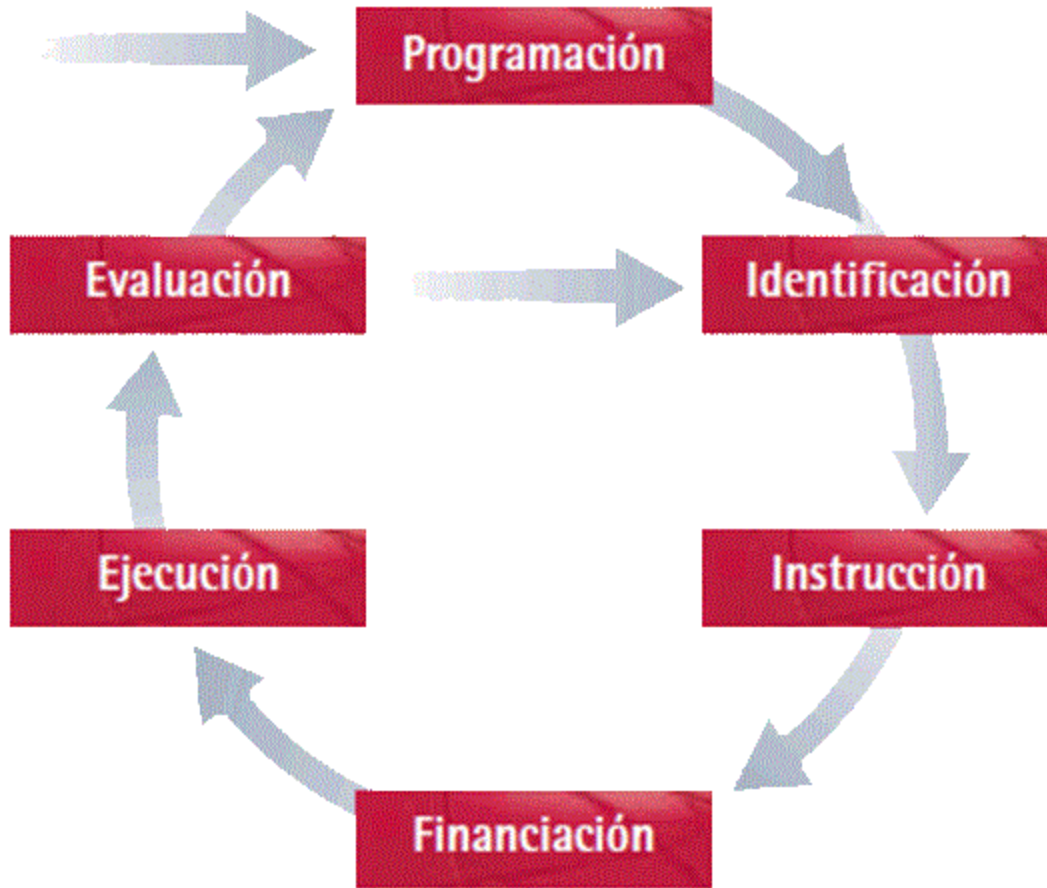 Programación
Evaluación
Identificación
Ejecución
Instrucción
Financiación